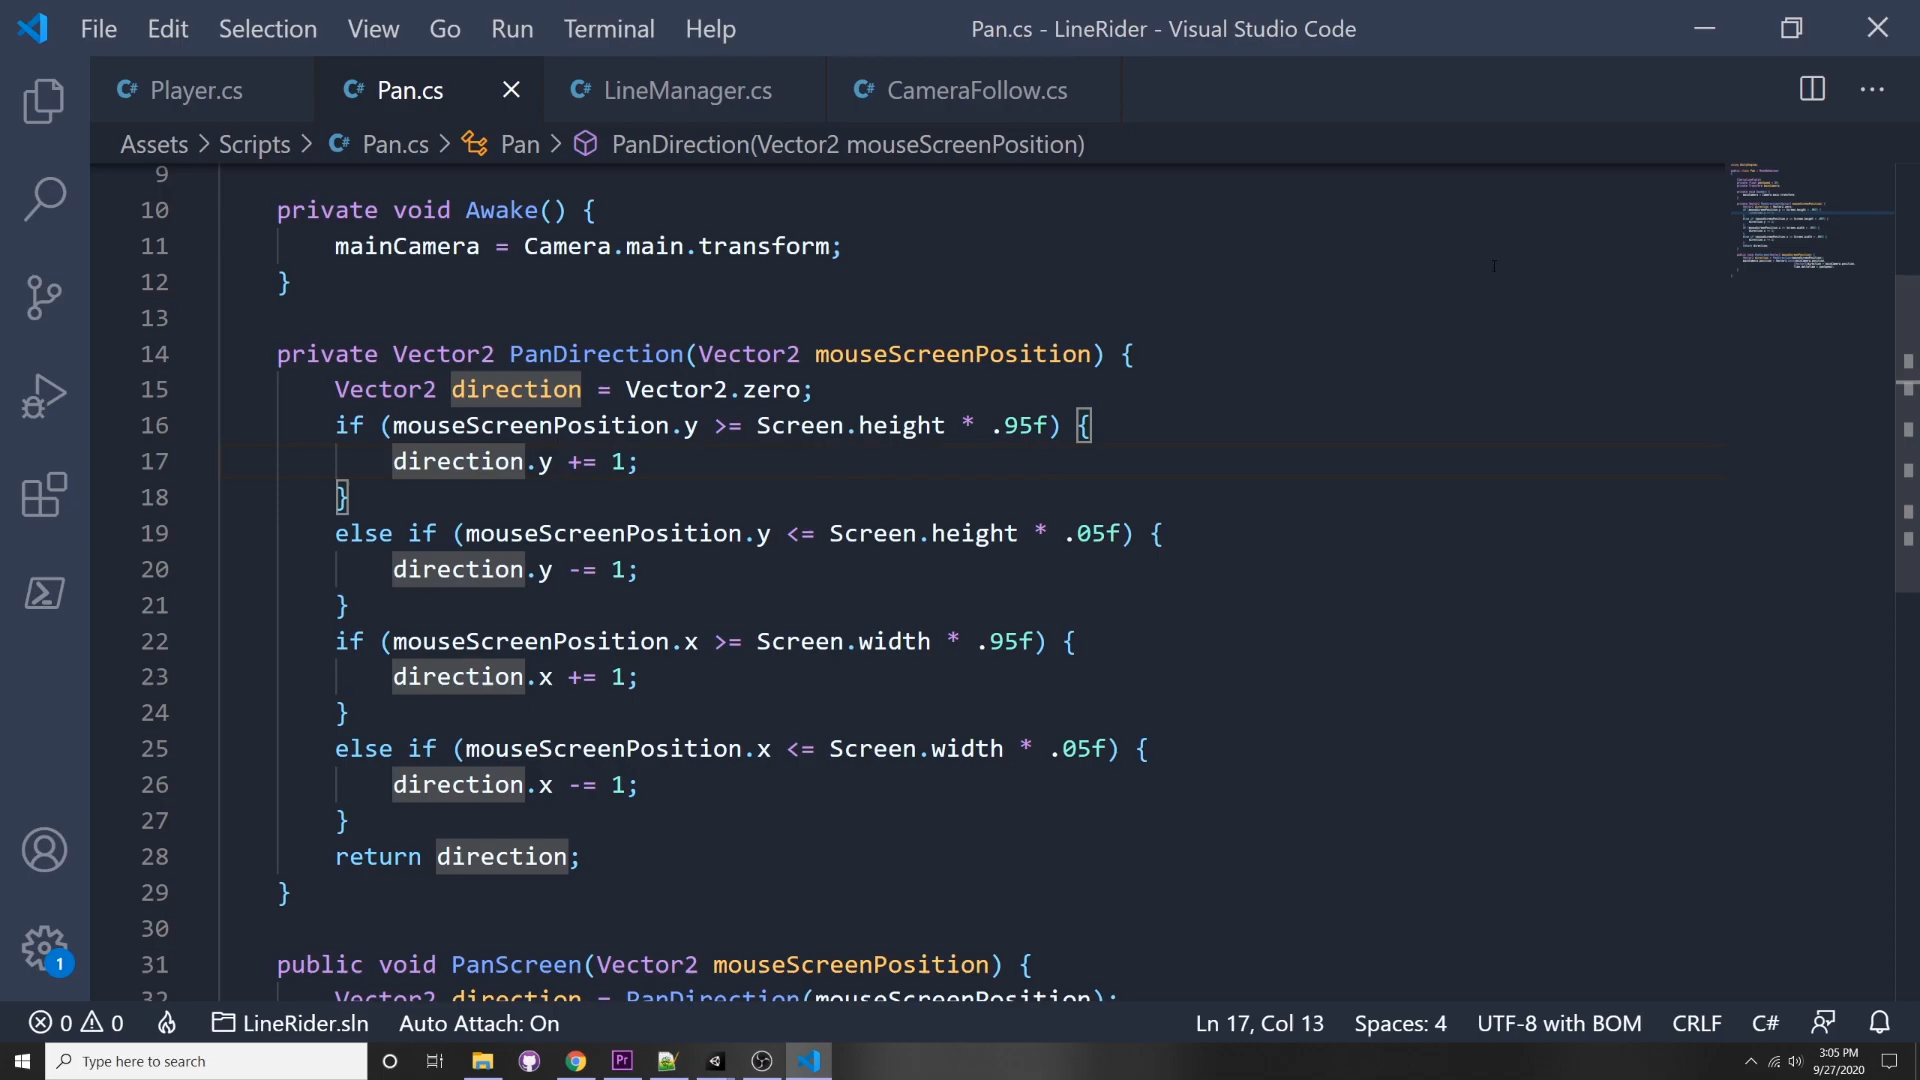 File Edit Selection View Go Run Terminal Help Pan.cs - LineRider - Visual Studio Code
C# Player.cs C# Pan.cs C# LineManager.cs C# CameraFollow.cs
Assets > Scripts > C# Pan.cs > Pan > PanDirection(Vector2 mouseScreenPosition)
9
10 private void Awake() {
11 mainCamera = Camera.main.transform;
12 }
13
14 private Vector2 PanDirection(Vector2 mouseScreenPosition) {
15 Vector2 direction = Vector2.zero;
16 if (mouseScreenPosition.y >= Screen.height * .95f) {
17 direction.y += 1;
18 }
19 else if (mouseScreenPosition.y <= Screen.height * .05f) {
20 direction.y -= 1;
21 }
22 if (mouseScreenPosition.x >= Screen.width * .95f) {
23 direction.x += 1;
24 }
25 else if (mouseScreenPosition.x <= Screen.width * .05f) {
26 direction.x -= 1;
27 }
28 return direction;
29 }
30
31 public void PanScreen(Vector2 mouseScreenPosition) {
32 Vector2 direction = PanDirection(mouseScreenPosition);
1
0 0 LineRider.sln Auto Attach: On Ln 17, Col 13 Spaces: 4 UTF-8 with BOM CRLF C#
Type here to search Pr 3:05 PM
9/27/2020